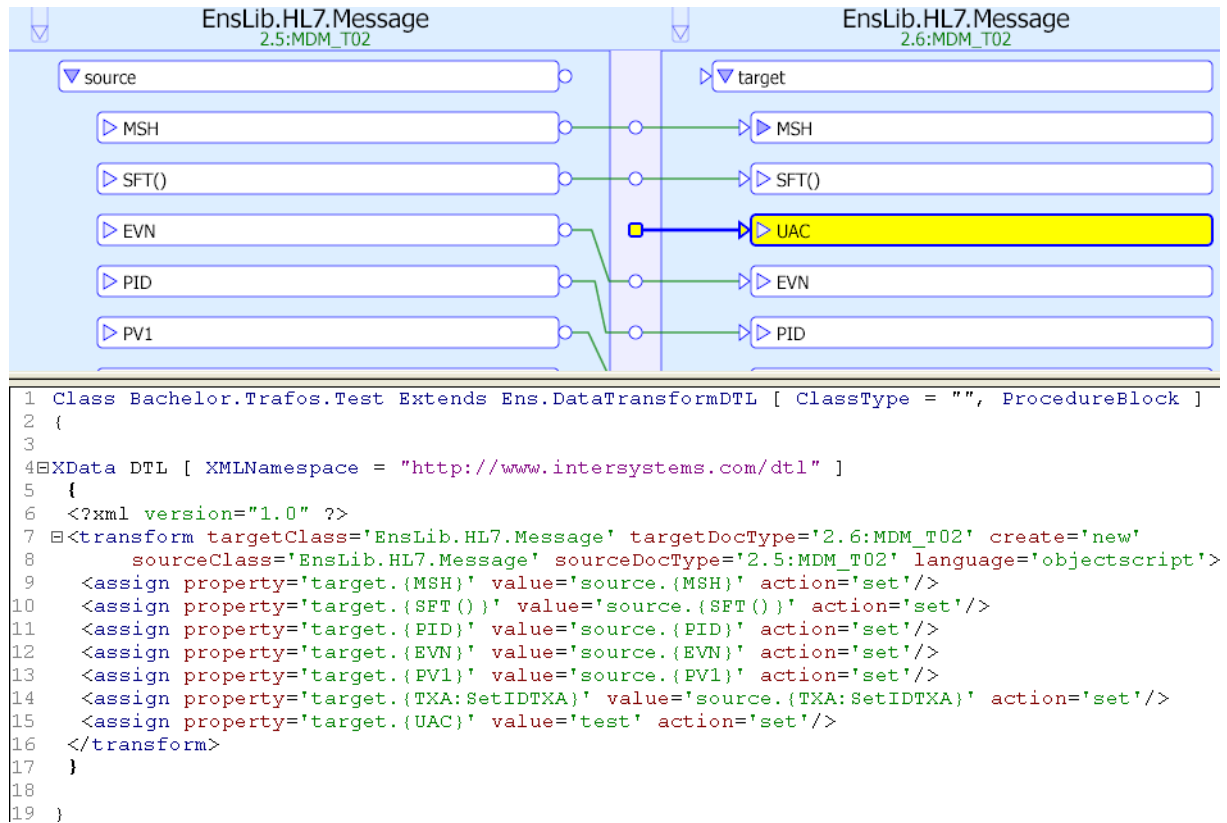 EnsLib.HL7.Message EnsLib.HL7.Message
2.5:MDM_T02 2.6:MDM_T02
source target
MSH MSH
SFT() SFT()
EVN UAC
PID EVN
PV1 PID
1 Class Bachelor.Trafos.Test Extends Ens.DataTransformDTL [ ClassType = "", ProcedureBlock ]
2 {
3
4 XData DTL [ XMLNamespace = "http://www.intersystems.com/dtl" ]
5 {
6 <?xml version="1.0" ?>
7 <transform targetClass='EnsLib.HL7.Message' targetDocType='2.6:MDM_T02' create='new'
8 sourceClass='EnsLib.HL7.Message' sourceDocType='2.5:MDM_T02' language='objectscript'>
9 <assign property='target.{MSH}' value='source.{MSH}' action='set'/>
10 <assign property='target.{SFT()}' value='source.{SFT()}' action='set'/>
11 <assign property='target.{PID}' value='source.{PID}' action='set'/>
12 <assign property='target.{EVN}' value='source.{EVN}' action='set'/>
13 <assign property='target.{PV1}' value='source.{PV1}' action='set'/>
14 <assign property='target.{TXA:SetIDTXA}' value='source.{TXA:SetIDTXA}' action='set'/>
15 <assign property='target.{UAC}' value='test' action='set'/>
16 </transform>
17 }
18
19 }